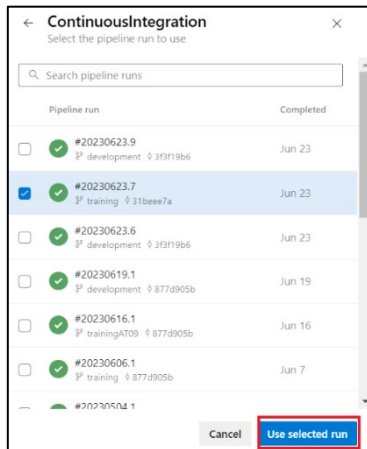 ContinuousIntegration
Select the pipeline run to use
Search pipeline runs
Pipeline run Completed
#20230623.9
development 3f3f19b6
Jun 23
#20230623.7
training 31beee7a
Jun 23
#20230623.6
development 3f3f19b6
Jun 23
#20230619.1
development 877d905b
Jun 19
#20230616.1
trainingAT09 877d905b
Jun 16
#20230606.1
training 877d905b
Jun 7
#20230504.1
Cancel Use selected run